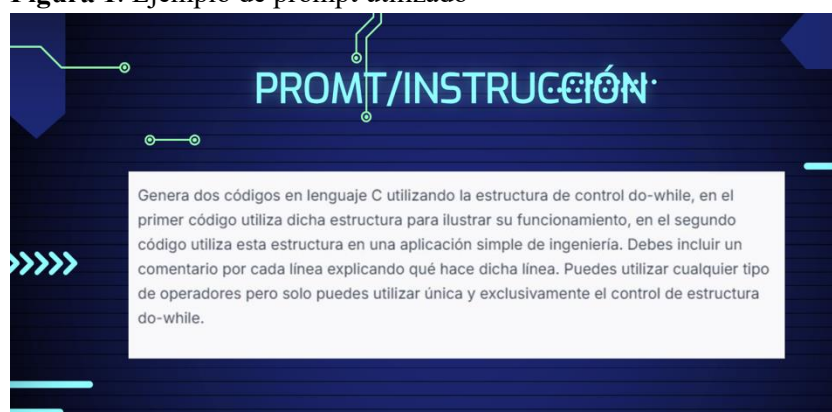 Figura 1. Ejemplo de prompt utilizado
PROMT/INSTRUCCIÓN
Genera dos códigos en lenguaje C utilizando la estructura de control do-while, en el
primer código utiliza dicha estructura para ilustrar su funcionamiento, en el segundo
código utiliza esta estructura en una aplicación simple de ingeniería. Debes incluir un
comentario por cada línea explicando qué hace dicha línea. Puedes utilizar cualquier tipo
de operadores pero solo puedes utilizar única y exclusivamente el control de estructura
do-while.